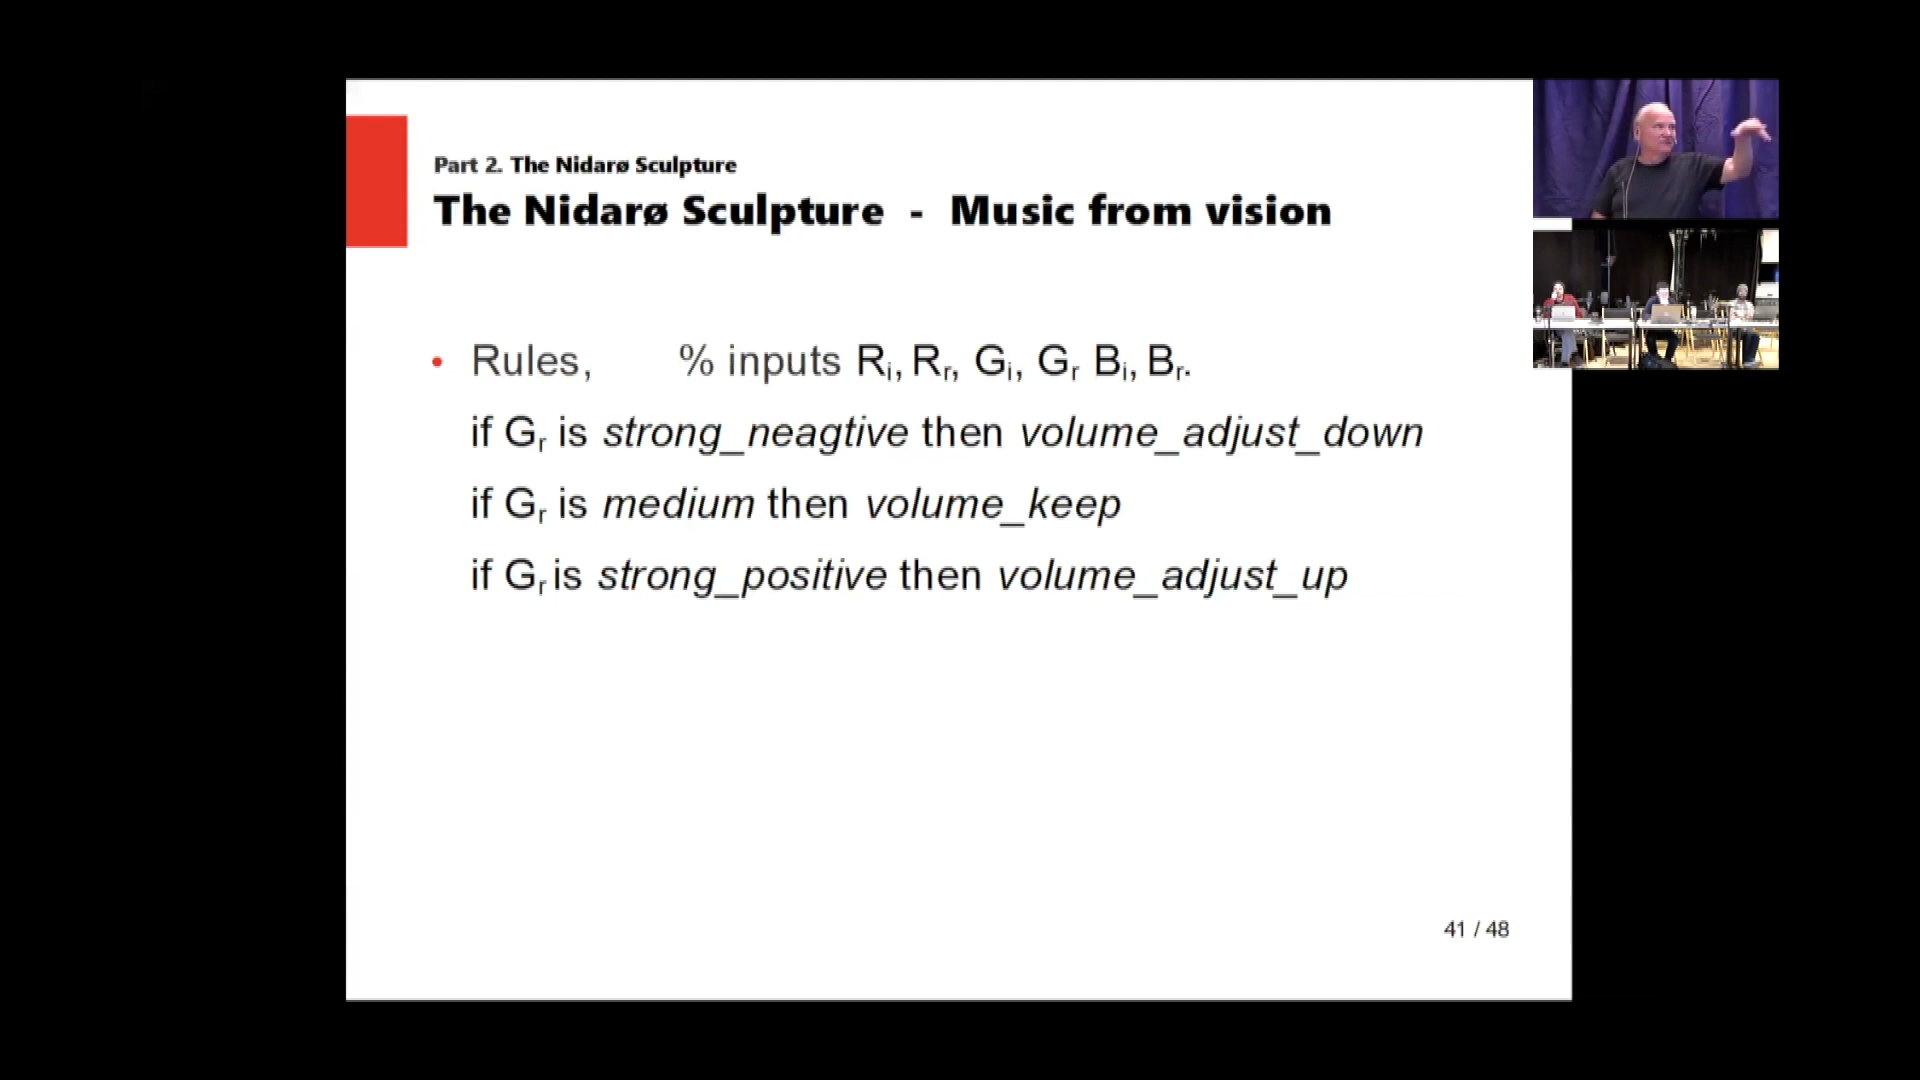 Part 2. The Nidarø Sculpture
The Nidarø Sculpture - Music from vision
• Rules, % inputs Ri, Rr, Gi, Gr Bi, Br.
if Gr is strong_neagtive then volume_adjust_down
if Gr is medium then volume_keep
if Gr is strong_positive then volume_adjust_up
41 / 48